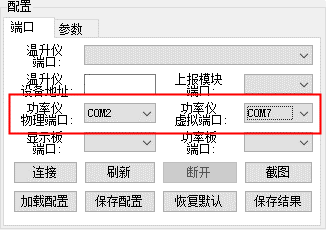 配置
端口 参数
温升仪
端口:
温升仪 上报模块
设备地址: 端口:
功率仪 功率仪
物理端口: COM2 虚拟端口: COM7
显示板 功率板
端口: 端口:
连接 刷新 断开 截图
加载配置 保存配置 恢复默认 保存结果